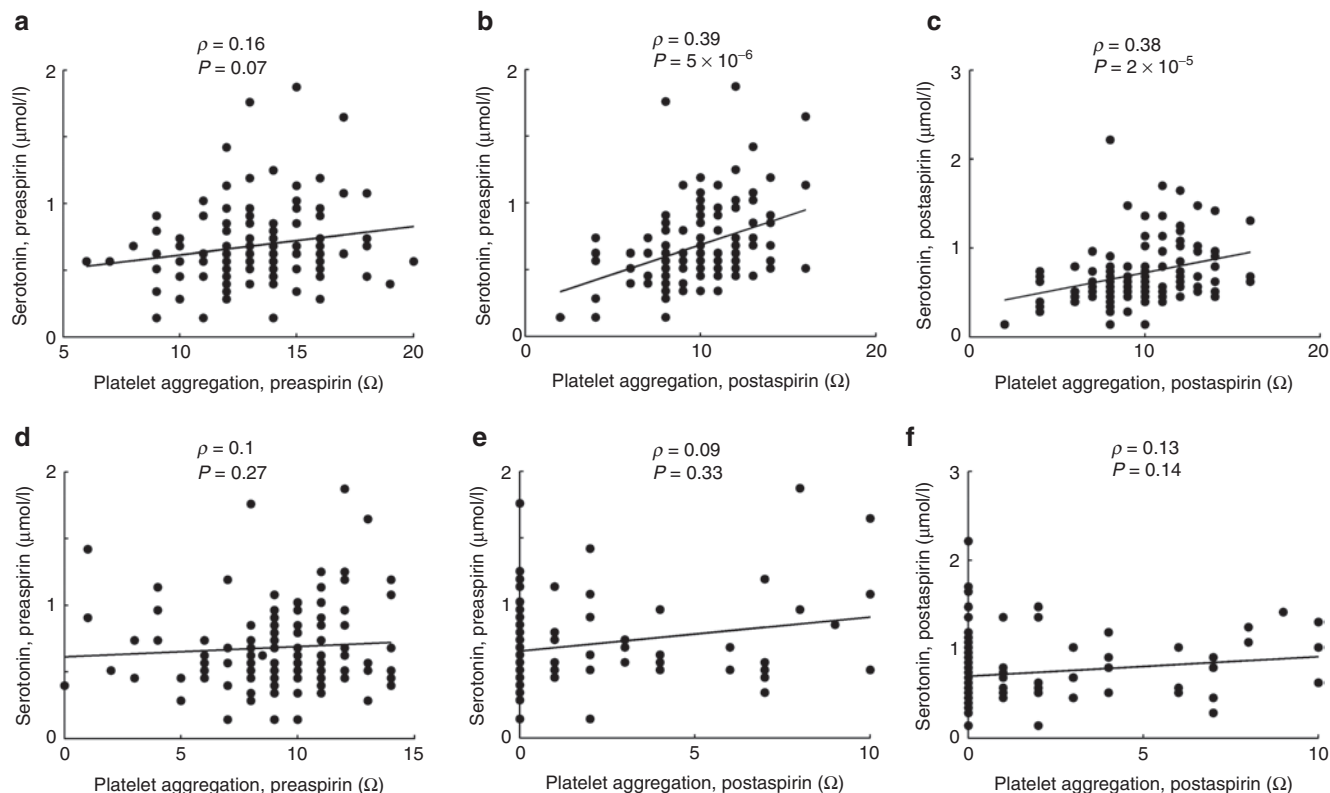 a
ρ = 0.16
P = 0.07
Serotonin, preaspirin (μmol/l)
2
1
0
5
10
15
20
Platelet aggregation, preaspirin (Ω)
b
ρ = 0.39
P = 5 × 10⁻⁶
Serotonin, preaspirin (μmol/l)
2
1
0
0
10
20
Platelet aggregation, postaspirin (Ω)
c
ρ = 0.38
P = 2 × 10⁻⁵
Serotonin, postaspirin (μmol/l)
3
2
1
0
0
10
20
Platelet aggregation, postaspirin (Ω)
d
ρ = 0.1
P = 0.27
Serotonin, preaspirin (μmol/l)
2
1
0
0
5
10
15
Platelet aggregation, preaspirin (Ω)
e
ρ = 0.09
P = 0.33
Serotonin, preaspirin (μmol/l)
2
1
0
0
5
10
Platelet aggregation, postaspirin (Ω)
f
ρ = 0.13
P = 0.14
Serotonin, postaspirin (μmol/l)
3
2
1
0
0
5
10
Platelet aggregation, postaspirin (Ω)